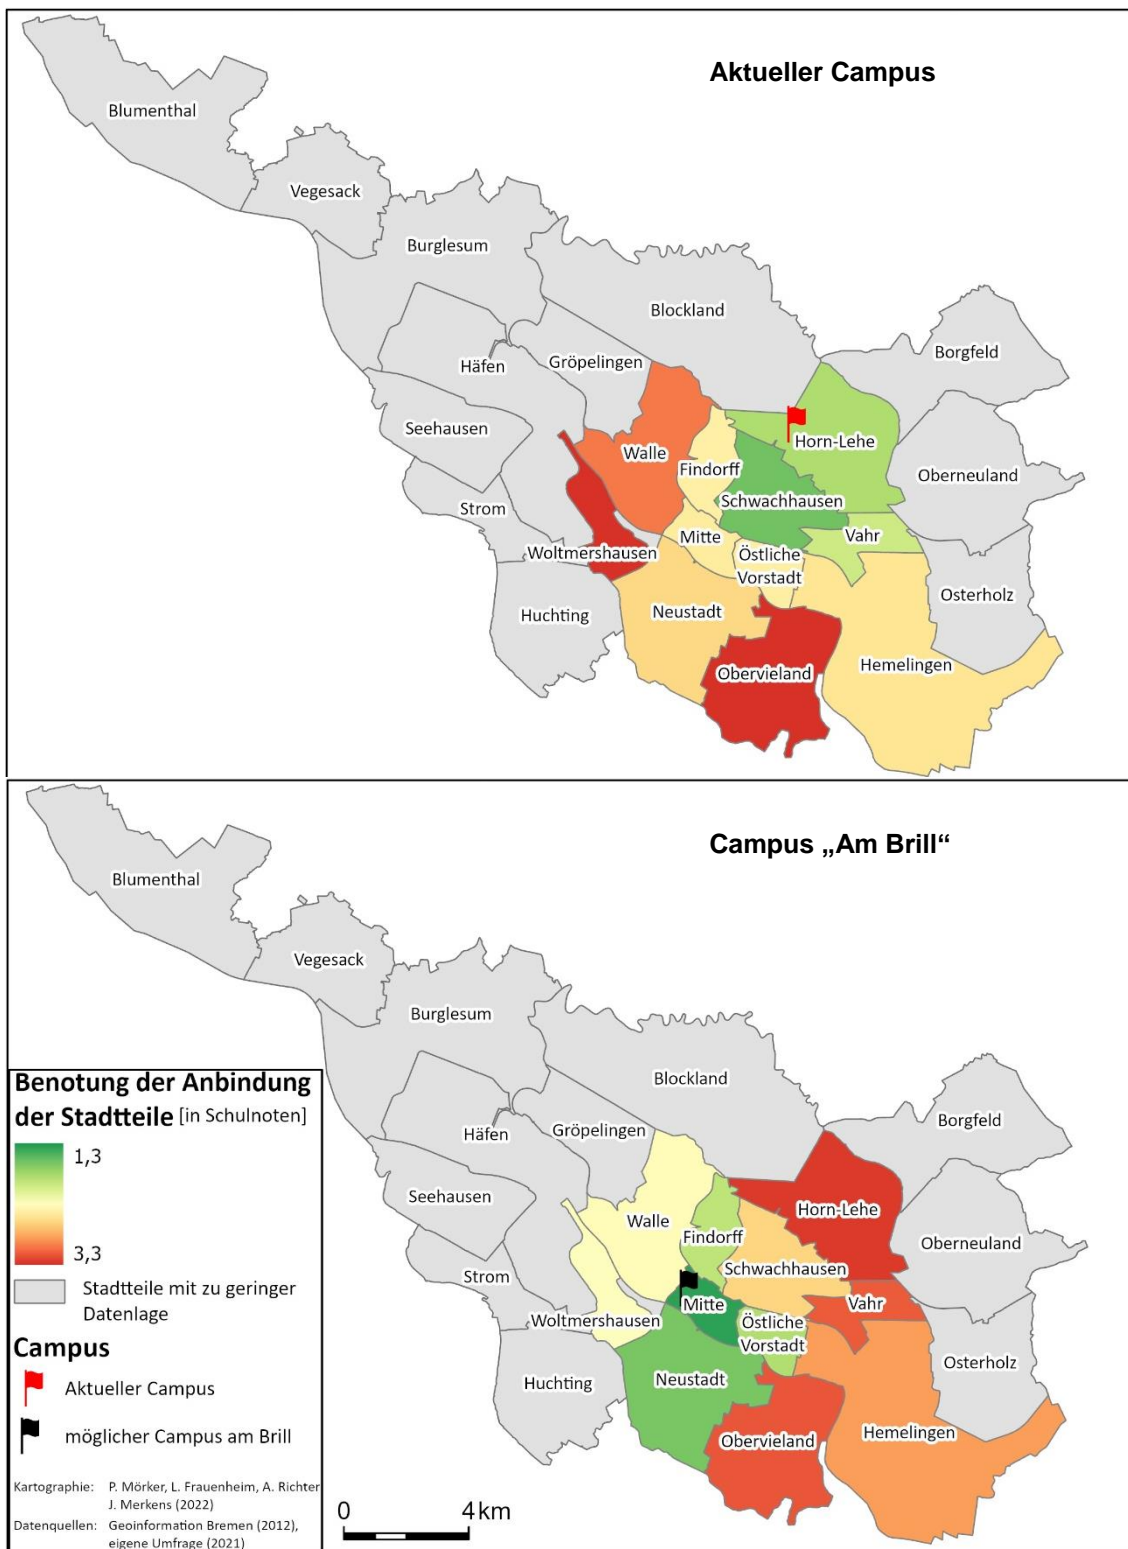 Aktueller Campus
Blumenthal
Vegesack
Burglesum
Blockland
Borgfeld
Häfen
Gröpelingen
Seehausen
Walle
Findorff
Horn-Lehe
Oberneuland
Strom
Schwachhausen
Woltmershausen
Mitte
Östliche
Vorstadt
Vahr
Huchting
Neustadt
Osterholz
Obervieland
Hemelingen
Campus „Am Brill“
Blumenthal
Vegesack
Burglesum
Blockland
Borgfeld
Häfen
Gröpelingen
Seehausen
Walle
Findorff
Horn-Lehe
Oberneuland
Strom
Schwachhausen
Woltmershausen
Mitte
Östliche
Vorstadt
Vahr
Huchting
Neustadt
Osterholz
Obervieland
Hemelingen
Benotung der Anbindung
der Stadtteile [in Schulnoten]
1,3
3,3
Stadtteile mit zu geringer
Datenlage
Campus
Aktueller Campus
möglicher Campus am Brill
Kartographie: P. Mörker, L. Frauenheim, A. Richter
J. Merkens (2022)
Datenquellen: Geoinformation Bremen (2012),
eigene Umfrage (2021)
0 4 km